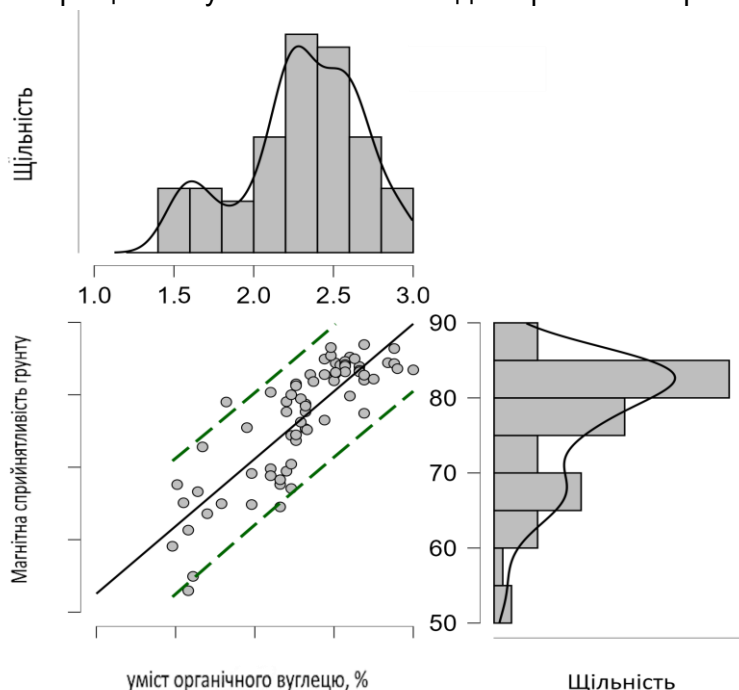 Щільність
1.0 1.5 2.0 2.5 3.0
Магнітна сприйнятливість грунту
90
80
70
60
50
уміст органічного вуглецю, %
Щільність